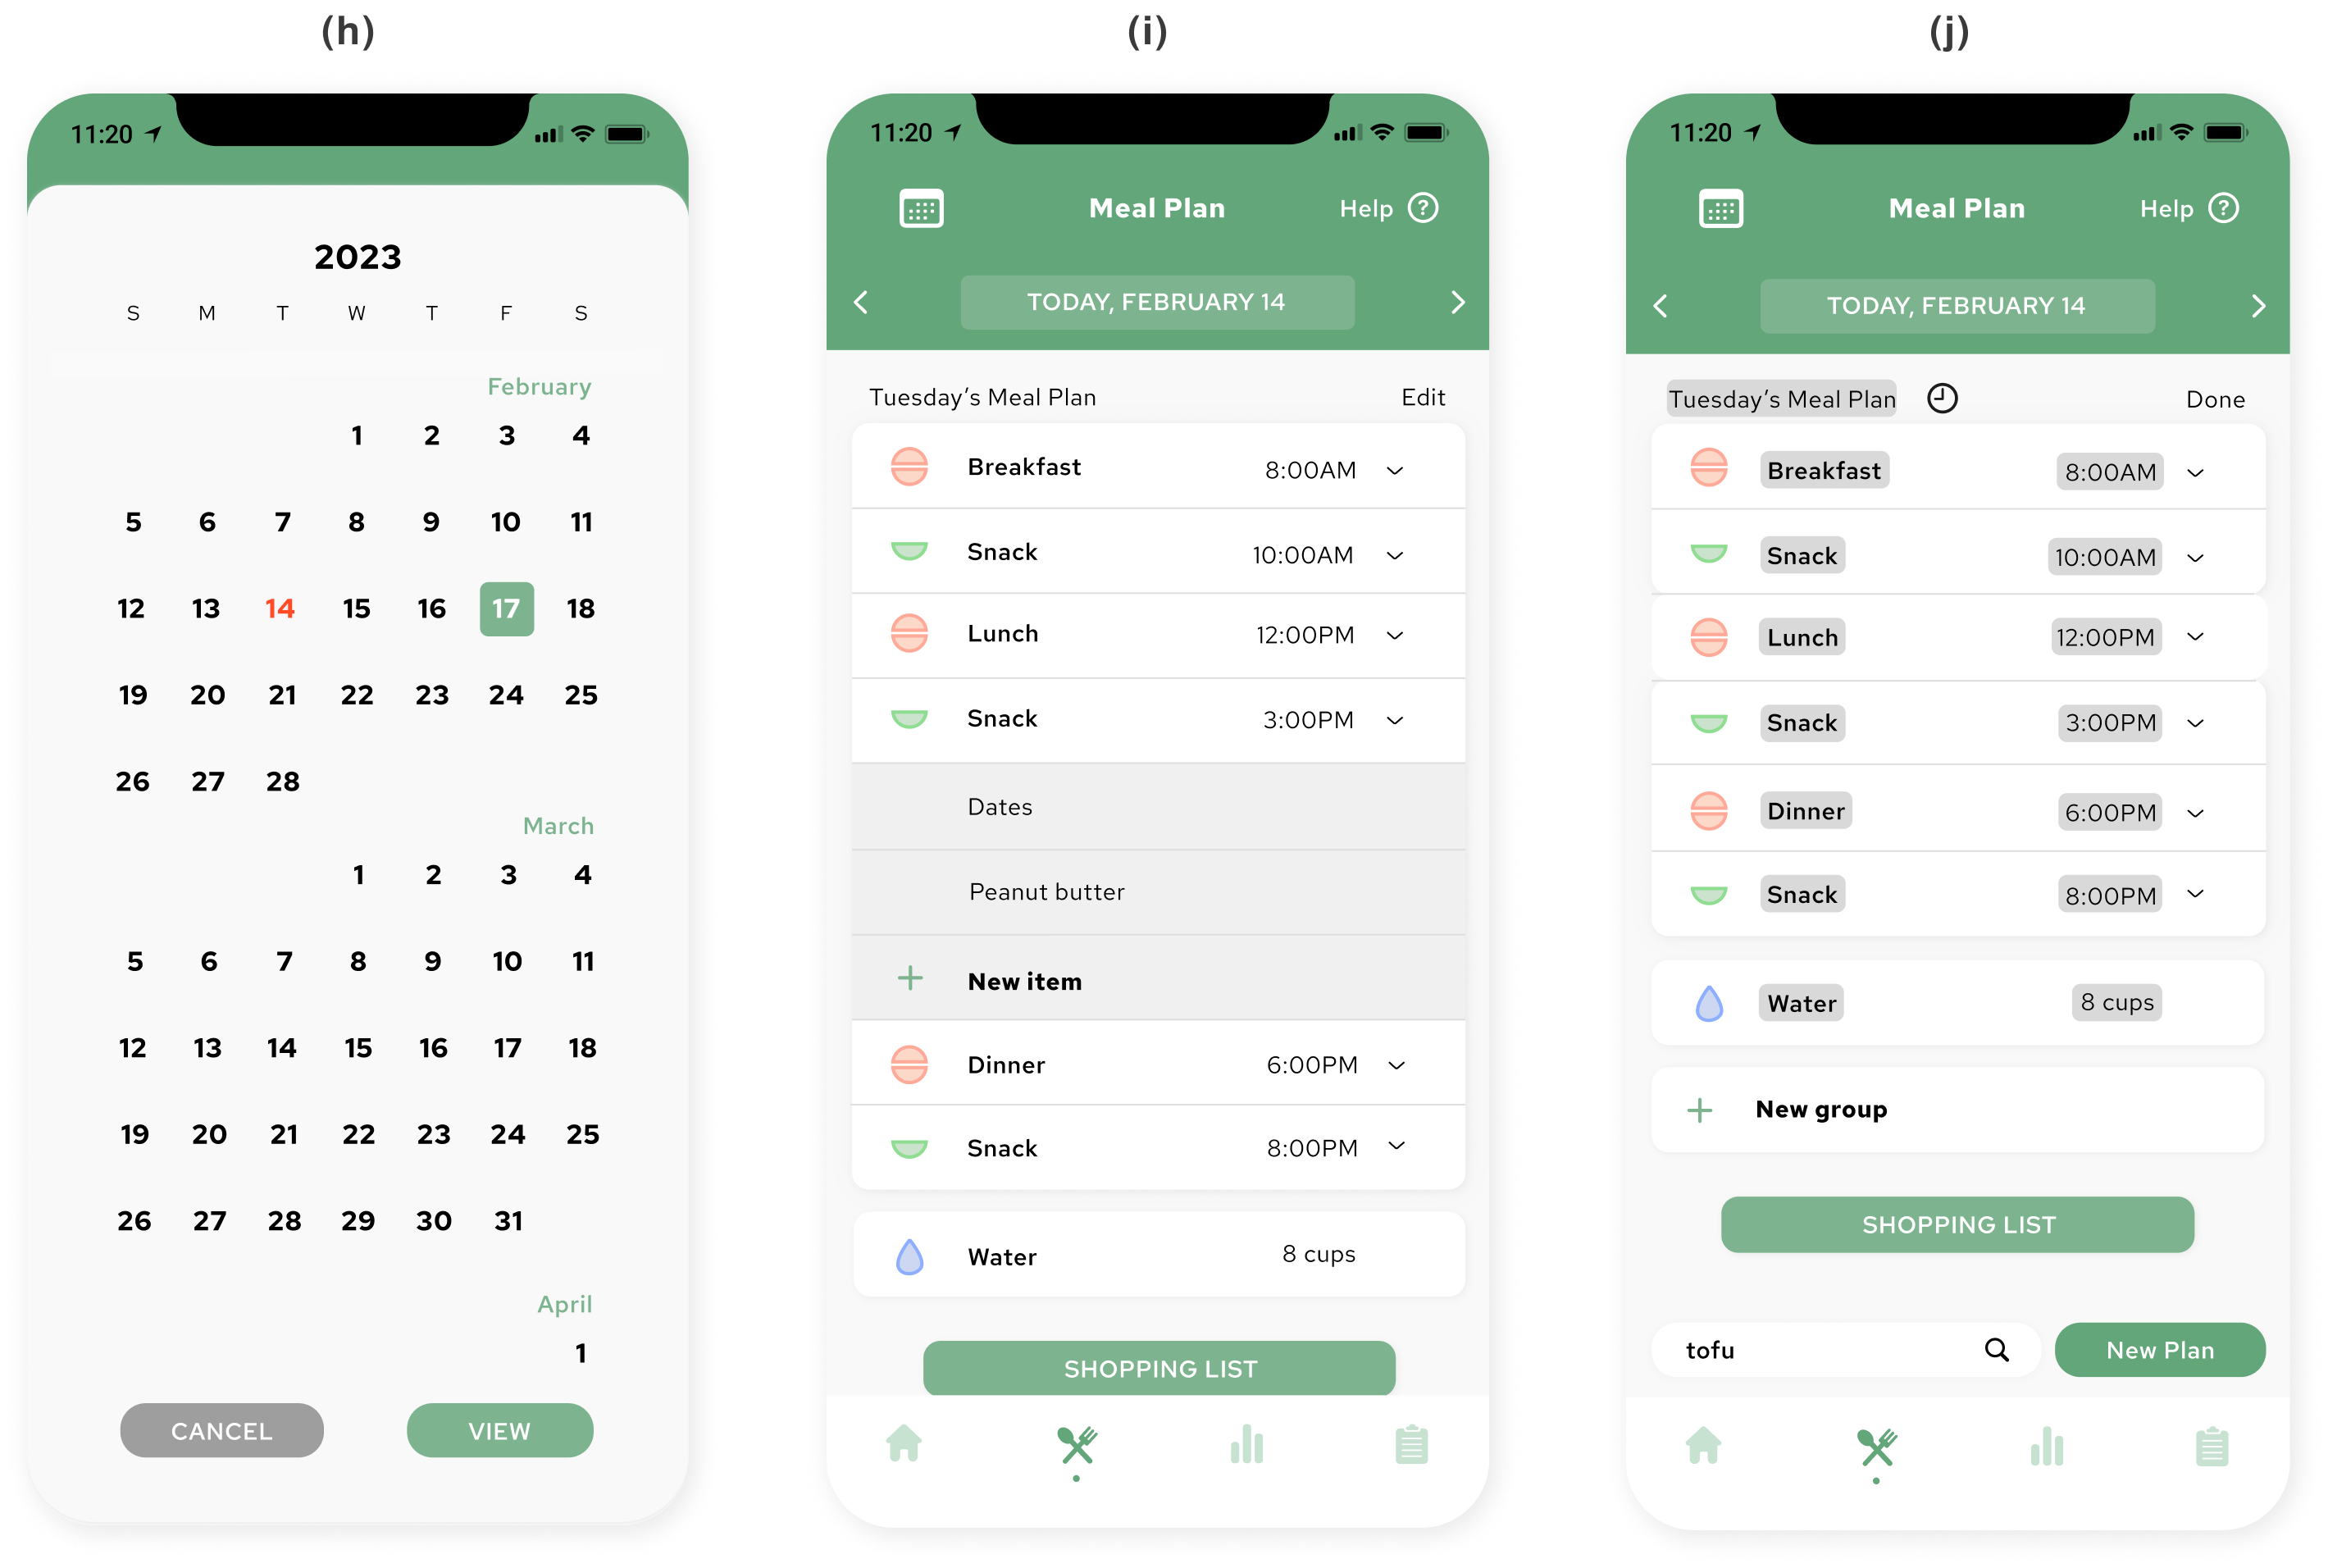 (h)
11:20
2023
S M T W T F S
February
1 2 3 4
5 6 7 8 9 10 11
12 13 14 15 16 17 18
19 20 21 22 23 24 25
26 27 28
March
1 2 3 4
5 6 7 8 9 10 11
12 13 14 15 16 17 18
19 20 21 22 23 24 25
26 27 28 29 30 31
April
1
CANCEL VIEW
(i)
11:20
Meal Plan Help ?
TODAY, FEBRUARY 14
Tuesday’s Meal Plan Edit
Breakfast 8:00AM
Snack 10:00AM
Lunch 12:00PM
Snack 3:00PM
Dates
Peanut butter
+ New item
Dinner 6:00PM
Snack 8:00PM
Water 8 cups
SHOPPING LIST
(j)
11:20
Meal Plan Help ?
TODAY, FEBRUARY 14
Tuesday’s Meal Plan Done
Breakfast 8:00AM
Snack 10:00AM
Lunch 12:00PM
Snack 3:00PM
Dinner 6:00PM
Snack 8:00PM
Water 8 cups
+ New group
SHOPPING LIST
tofu New Plan